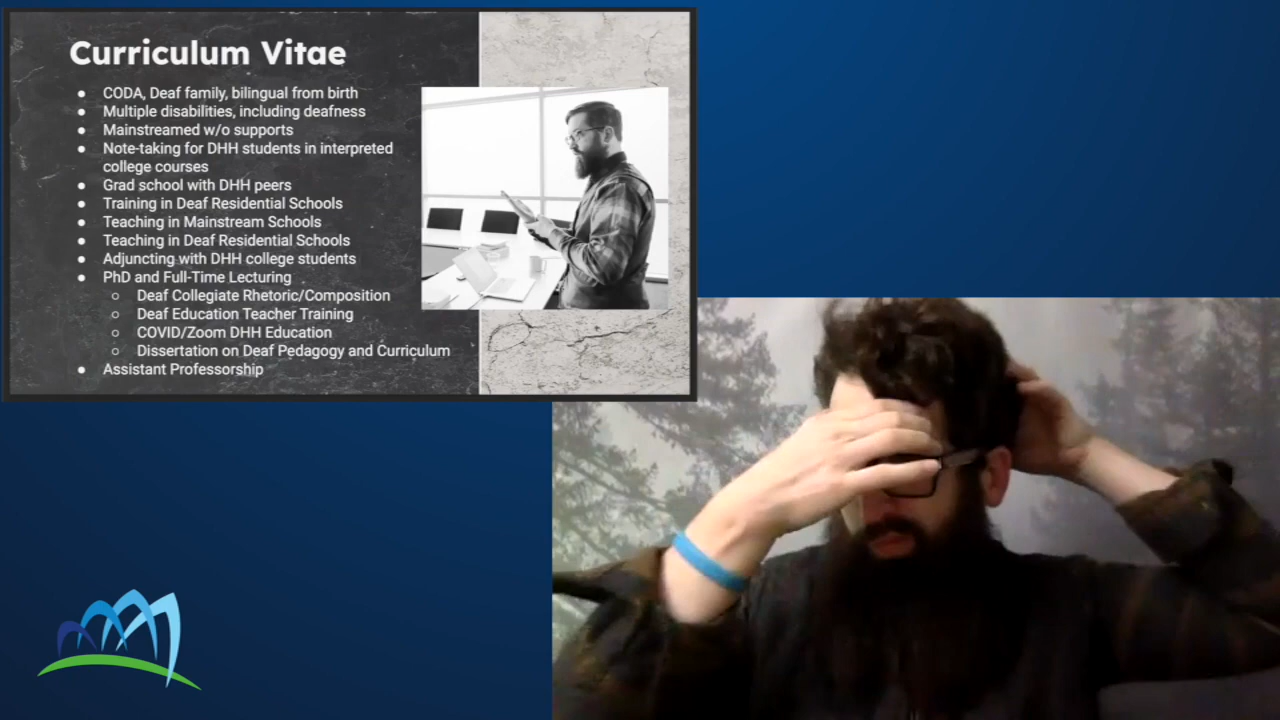 Curriculum Vitae
● CODA, Deaf family, bilingual from birth
● Multiple disabilities, including deafness
● Mainstreamed w/o supports
● Note-taking for DHH students in interpreted
college courses
● Grad school with DHH peers
● Training in Deaf Residential Schools
● Teaching in Mainstream Schools
● Teaching in Deaf Residential Schools
● Adjuncting with DHH college students
● PhD and Full-Time Lecturing
○ Deaf Collegiate Rhetoric/Composition
○ Deaf Education Teacher Training
○ COVID/Zoom DHH Education
○ Dissertation on Deaf Pedagogy and Curriculum
● Assistant Professorship